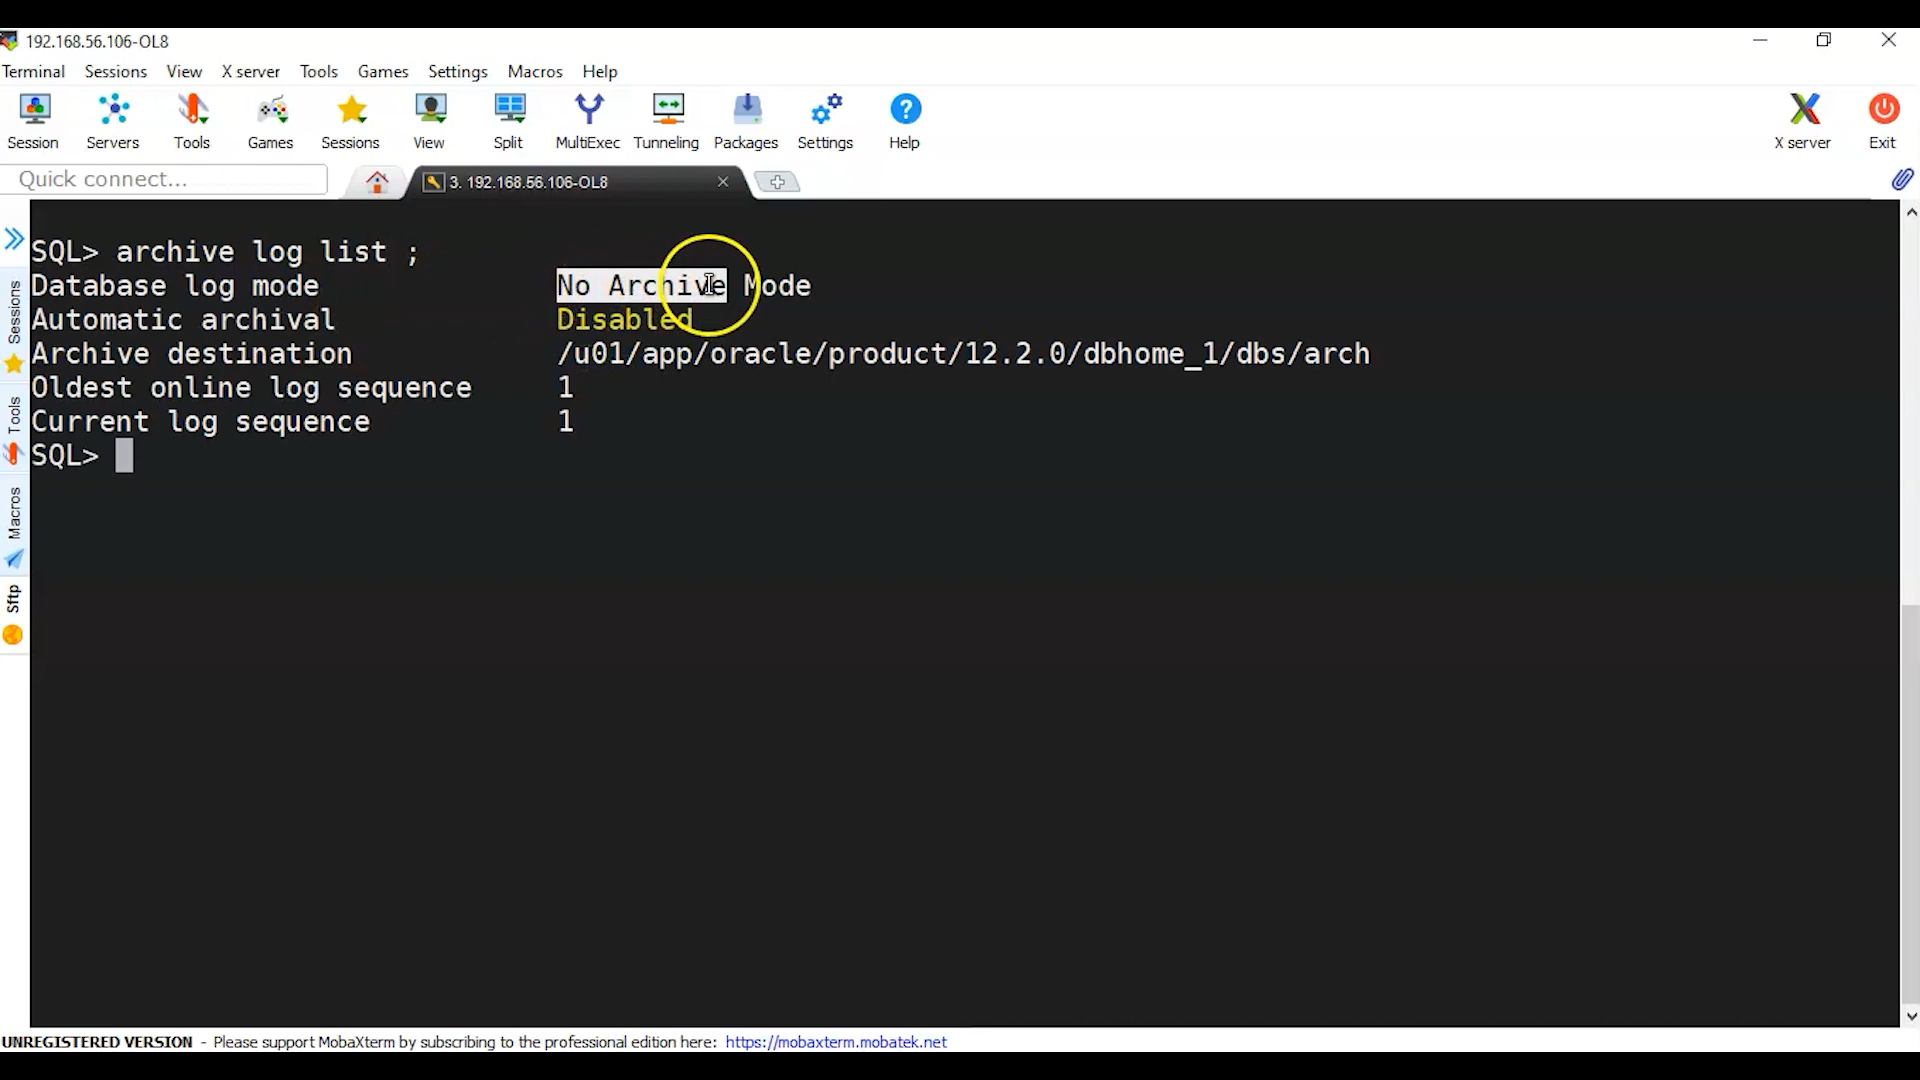 192.168.56.106-OL8
Terminal Sessions View X server Tools Games Settings Macros Help
Session Servers Tools Games Sessions View Split MultiExec Tunneling Packages Settings Help X server Exit
Quick connect... 3. 192.168.56.106-OL8
SQL> archive log list ;
Database log mode No Archive Mode
Automatic archival Disabled
Archive destination /u01/app/oracle/product/12.2.0/dbhome_1/dbs/arch
Oldest online log sequence 1
Current log sequence 1
SQL>
Sessions
Tools
Macros
Sftp
UNREGISTERED VERSION - Please support MobaXterm by subscribing to the professional edition here: https://mobaxterm.mobatek.net